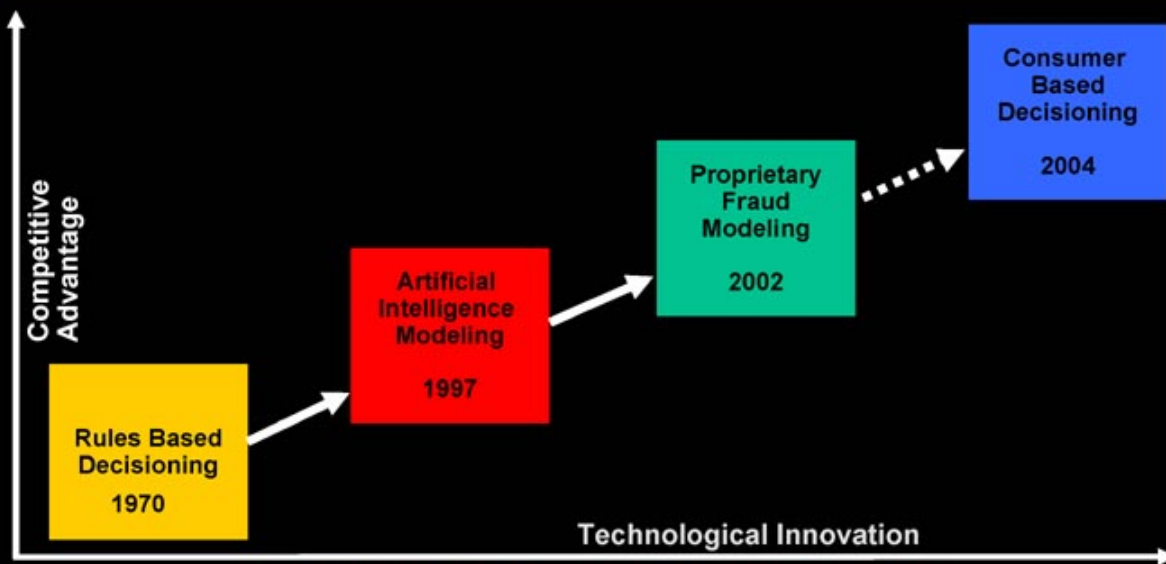 Consumer
Based
Decisioning
2004
Proprietary
Fraud
Modeling
2002
Artificial
Intelligence
Modeling
1997
Rules Based
Decisioning
1970
Competitive
Advantage
Technological Innovation